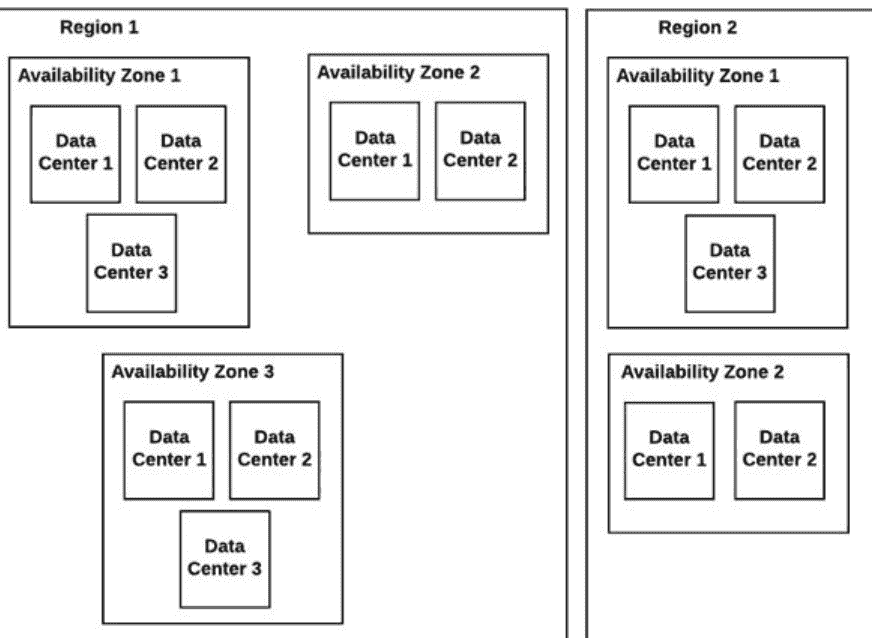 Region 1
Availability Zone 1
Data
Center 1
Data
Center 2
Data
Center 3
Availability Zone 2
Data
Center 1
Data
Center 2
Availability Zone 3
Data
Center 1
Data
Center 2
Data
Center 3
Region 2
Availability Zone 1
Data
Center 1
Data
Center 2
Data
Center 3
Availability Zone 2
Data
Center 1
Data
Center 2